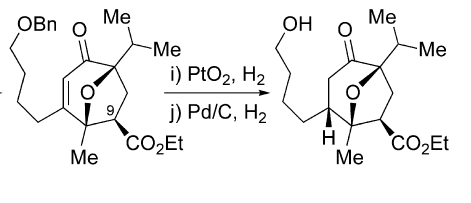 OBn
O
Me
Me
O
9
Me
CO2Et
i) PtO2, H2
j) Pd/C, H2
OH
O
Me
Me
O
H
Me
CO2Et